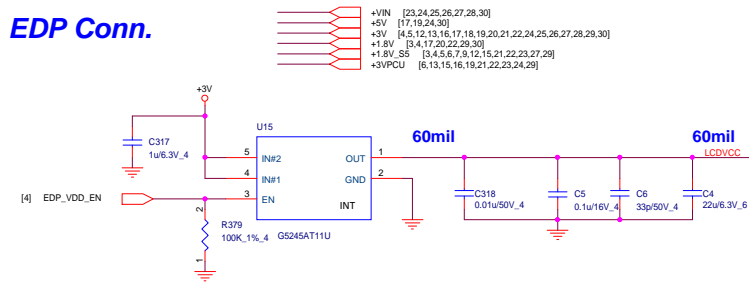 EDP Conn.
+VIN [23,24,25,26,27,28,30]
+5V [17,19,24,30]
+3V [4,5,12,13,16,17,18,19,20,21,22,24,25,26,27,28,29,30]
+1.8V [3,4,17,20,22,29,30]
+1.8V_S5 [3,4,5,6,7,9,12,15,21,22,23,27,29]
+3VPCU [6,13,15,16,19,21,22,23,24,29]
+3V
U15
60mil
60mil
C317
1u/6.3V_4
5 IN#2 OUT 1
LCDVCC
4 IN#1 GND 2
[4] EDP_VDD_EN
3 EN
INT
C318
0.01u/50V_4
C5
0.1u/16V_4
C6
33p/50V_4
C4
22u/6.3V_6
2
R379
100K_1%_4
1
G5245AT11U